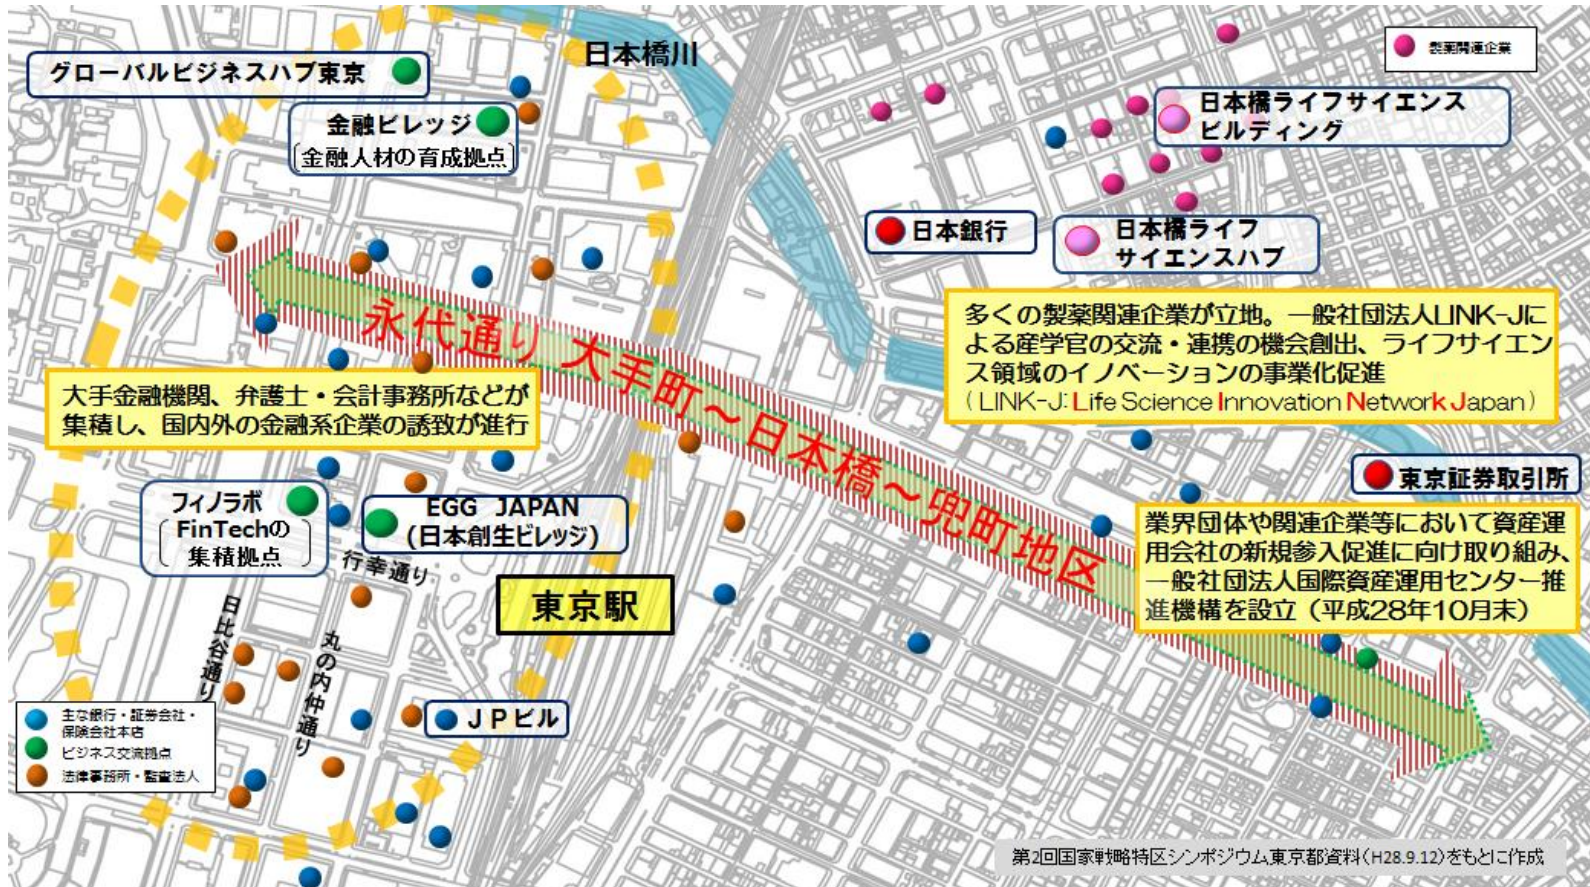 日本橋川
製薬関連企業
グローバルビジネスハブ東京
金融ビレッジ
金融人材の育成拠点
日本橋ライフサイエンス
ビルディング
日本銀行
日本橋ライフ
サイエンスハブ
多くの製薬関連企業が立地。一般社団法人LINK-Jに
よる産学官の交流・連携の機会創出、ライフサイエン
ス領域のイノベーションの事業化促進
(LINK-J: Life Science Innovation Network Japan)
永代通り 大手町～日本橋～兜町地区
大手金融機関、弁護士・会計事務所などが
集積し、国内外の金融系企業の誘致が進行
東京証券取引所
業界団体や関連企業等において資産運
用会社の新規参入促進に向け取り組み、
一般社団法人国際資産運用センター推
進機構を設立（平成28年10月末）
フィノラボ
FinTechの
集積拠点
EGG JAPAN
(日本創生ビレッジ)
行幸通り
東京駅
日比谷通り
丸の内仲通り
JPビル
主な銀行・証券会社・
保険会社本店
ビジネス交流拠点
法律事務所・監査法人
第2回国家戦略特区シンポジウム東京都資料(H28.9.12)をもとに作成